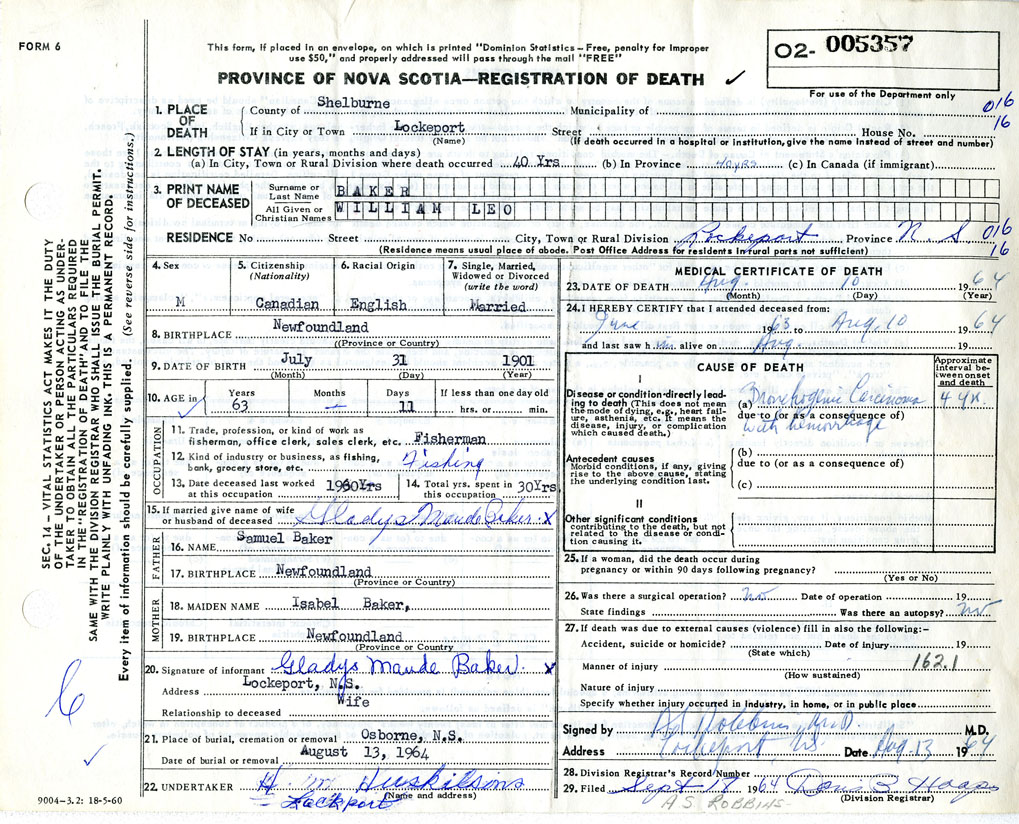 FORM 6
This form, if placed in an envelope, on which is printed "Dominion Statistics—Free, penalty for improper
use $50," and properly addressed will pass through the mail "FREE"
PROVINCE OF NOVA SCOTIA—REGISTRATION OF DEATH ✓
O2- 005357
For use of the Department only
016
16
SEC. 14 – VITAL STATISTICS ACT MAKES IT THE DUTY
OF THE UNDERTAKER OR PERSON ACTING AS UNDER-
TAKER TO OBTAIN ALL THE PARTICULARS REQUIRED
IN THE "REGISTRATION OF DEATH" AND TO FILE THE
SAME WITH THE DIVISION REGISTRAR WHO SHALL ISSUE THE BURIAL PERMIT.
WRITE PLAINLY WITH UNFADING INK. THIS IS A PERMANENT RECORD.
Every item of information should be carefully supplied. (See reverse side for instructions.)
1. PLACE OF DEATH
County of Shelburne Municipality of
If in City or Town Lockeport Street House No.
(Name) (If death occurred in a hospital or institution, give the name instead of street and number)
2. LENGTH OF STAY (in years, months and days)
(a) In City, Town or Rural Division where death occurred 40 Yrs (b) In Province 40 yrs (c) In Canada (if immigrant)
3. PRINT NAME OF DECEASED
Surname or Last Name BAKER
All Given or Christian Names WILLIAM LEO
RESIDENCE No Street City, Town or Rural Division Lockeport Province N. S 016
16
(Residence means usual place of abode. Post Office Address for residents in rural parts not sufficient)
4. Sex
M
5. Citizenship
(Nationality)
Canadian
6. Racial Origin
English
7. Single, Married,
Widowed or Divorced
(write the word)
Married
8. BIRTHPLACE Newfoundland
((Province or Country)
9. DATE OF BIRTH July 31 1901
(Month) (Day) (Year)
10. AGE in Years 63 Months — Days 11 If less than one day old
hrs. or min.
OCCUPATION
11. Trade, profession, or kind of work as
fisherman, office clerk, sales clerk, etc. Fisherman
12. Kind of industry or business, as fishing,
bank, grocery store, etc. Fishing
13. Date deceased last worked
at this occupation 1960Yrs
14. Total yrs. spent in
this occupation 30Yrs
15. If married give name of wife
or husband of deceased Gladys Maude Baker X
FATHER
16. NAME Samuel Baker
17. BIRTHPLACE Newfoundland
(Province or Country)
MOTHER
18. MAIDEN NAME Isabel Baker,
19. BIRTHPLACE Newfoundland
(Province or Country)
20. Signature of informant Gladys Maude Baker. X
Address Lockeport, N.S.
Relationship to deceased Wife
21. Place of burial, cremation or removal Osborne, N.S.
Date of burial or removal August 13, 1964
22. UNDERTAKER H. M Huskilsons
(Name and address)
Lockport
9004-3.2: 18-5-60
MEDICAL CERTIFICATE OF DEATH
23. DATE OF DEATH Aug. 10 1964
(Month) (Day) (Year)
24. I HEREBY CERTIFY that I attended deceased from:
June 1963 to Aug, 10 1964
and last saw him alive on Aug. 19
CAUSE OF DEATH
Approximate
interval be-
tween onset
and death
I
Disease or condition directly lead-
ing to death (This does not mean
the mode of dying, e.g., heart fail-
ure, asthenia, etc. It means the
disease, injury, or complication
which caused death.)
(a) Bronchogenic Carcinoma
due to (or as a consequence of)
with hemorrhage
Antecedent causes
Morbid conditions, if any, giving
rise to the above cause, stating
the underlying condition last.
(b)
due to (or as a consequence of)
(c)
II
Other significant conditions
contributing to the death, but not
related to the disease or condi-
tion causing it.
25. If a woman, did the death occur during
pregnancy or within 90 days following pregnancy?
(Yes or No)
26. Was there a surgical operation? No Date of operation 19
State findings Was there an autopsy? No
27. If death was due to external causes (violence) fill in also the following:–
Accident, suicide or homicide? Date of injury 19
(State which)
Manner of injury 162.1
(How sustained)
Nature of injury
Specify whether injury occurred in industry, in home, or in public place
Signed by A S Robbins M.D M.D.
Address Lockeport N.S. Date Aug 13 1964
28. Division Registrar's Record Number
29. Filed Sept 18 1964
(Division Registrar)
A S ROBBINS